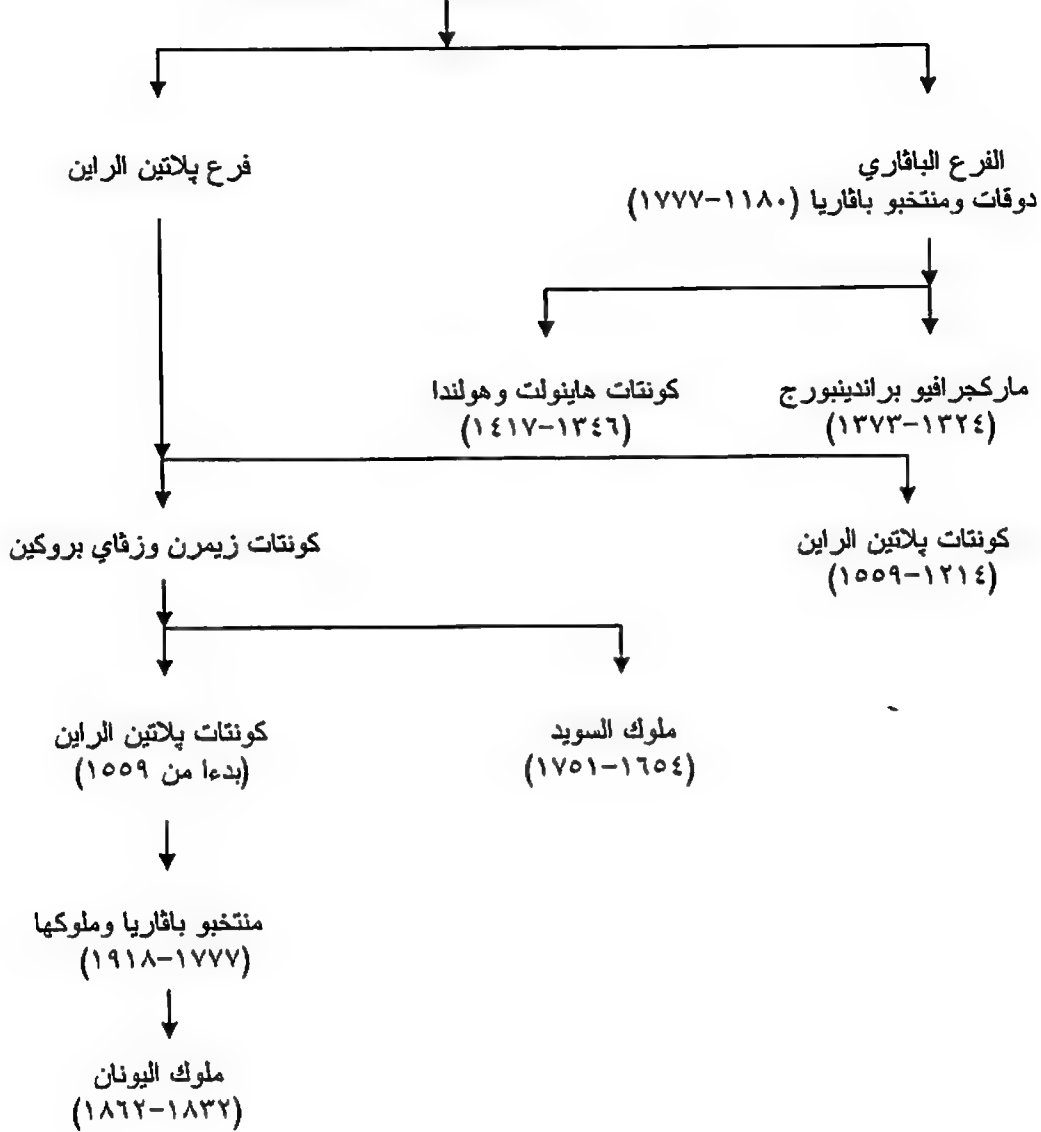 الفرع الباڤاري
دوقات ومنتخبو باڤاريا (١١٨٠-١٧٧٧)
فرع پلاتين الراين
ماركجرافيو براندينبورج
(١٣٢٤-١٣٧٣)
كونتات هاينولت وهولندا
(١٣٤٦-١٤١٧)
كونتات پلاتين الراين
(١٢١٤-١٥٥٩)
كونتات زيمرن وزڤاي بروكين
ملوك السويد
(١٦٥٤-١٧٥١)
كونتات پلاتين الراين
(بدءا من ١٥٥٩)
منتخبو باڤاريا وملوكها
(١٧٧٧-١٩١٨)
ملوك اليونان
(١٨٣٢-١٨٦٢)